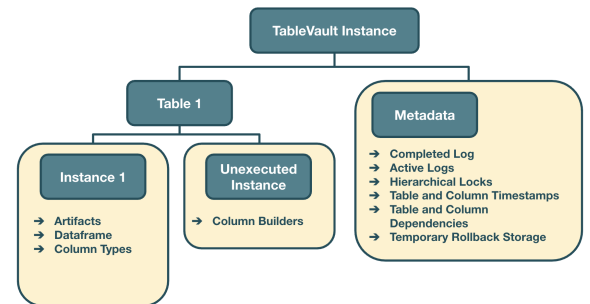 TableVault Instance
Table 1
Metadata
Instance 1
Unexecuted
Instance
➔ Artifacts
➔ Dataframe
➔ Column Types
➔ Column Builders
➔ Completed Log
➔ Active Logs
➔ Hierarchical Locks
➔ Table and Column Timestamps
➔ Table and Column
Dependencies
➔ Temporary Rollback Storage